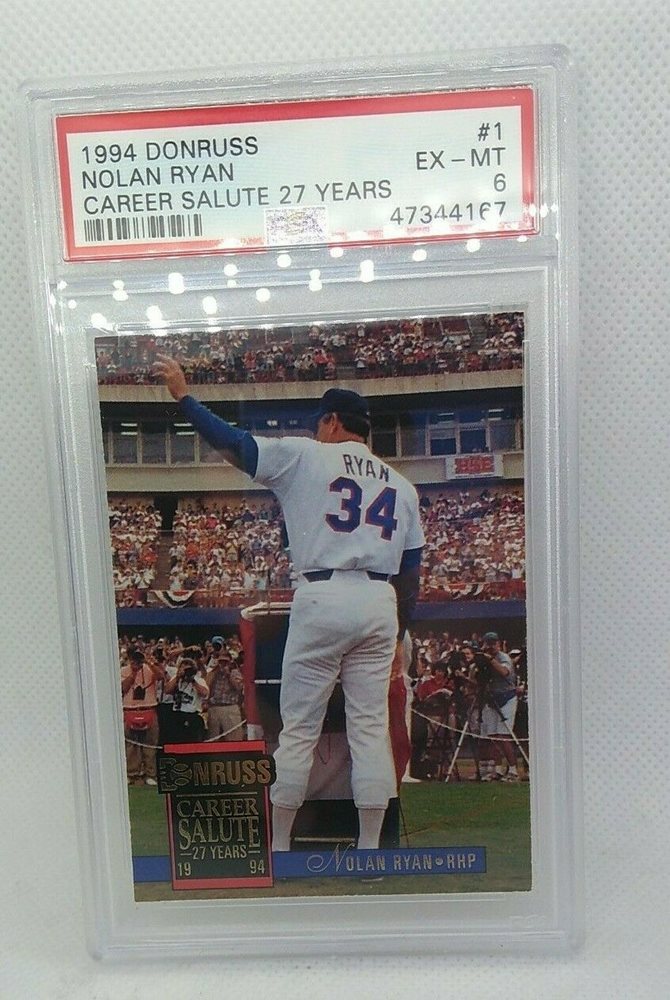 1994 DONRUSS #1
NOLAN RYAN EX – MT
CAREER SALUTE 27 YEARS 6
47344167
RYAN
34
DONRUSS
CAREER
SALUTE
27 YEARS
19 94
NOLAN RYAN • RHP